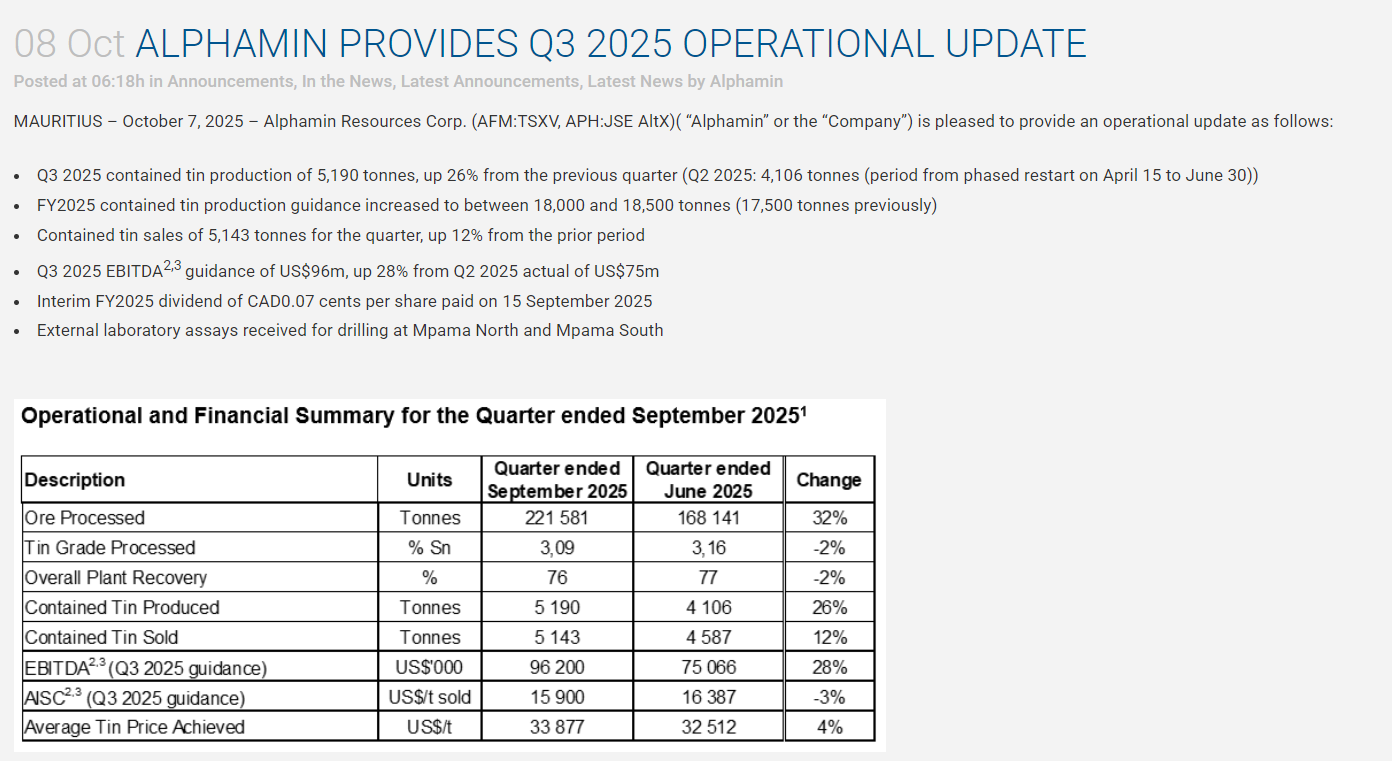 08 Oct ALPHAMIN PROVIDES Q3 2025 OPERATIONAL UPDATE
Posted at 06:18h in Announcements, In the News, Latest Announcements, Latest News by Alphamin
MAURITIUS – October 7, 2025 – Alphamin Resources Corp. (AFM:TSXV, APH:JSE AltX)( “Alphamin” or the “Company”) is pleased to provide an operational update as follows:
• Q3 2025 contained tin production of 5,190 tonnes, up 26% from the previous quarter (Q2 2025: 4,106 tonnes (period from phased restart on April 15 to June 30))
• FY2025 contained tin production guidance increased to between 18,000 and 18,500 tonnes (17,500 tonnes previously)
• Contained tin sales of 5,143 tonnes for the quarter, up 12% from the prior period
• Q3 2025 EBITDA2,3 guidance of US$96m, up 28% from Q2 2025 actual of US$75m
• Interim FY2025 dividend of CAD0.07 cents per share paid on 15 September 2025
• External laboratory assays received for drilling at Mpama North and Mpama South
Operational and Financial Summary for the Quarter ended September 2025¹
Description Units Quarter ended September 2025 Quarter ended June 2025 Change
Ore Processed Tonnes 221 581 168 141 32%
Tin Grade Processed % Sn 3,09 3,16 -2%
Overall Plant Recovery % 76 77 -2%
Contained Tin Produced Tonnes 5 190 4 106 26%
Contained Tin Sold Tonnes 5 143 4 587 12%
EBITDA2,3 (Q3 2025 guidance) US$'000 96 200 75 066 28%
AISC2,3 (Q3 2025 guidance) US$/t sold 15 900 16 387 -3%
Average Tin Price Achieved US$/t 33 877 32 512 4%